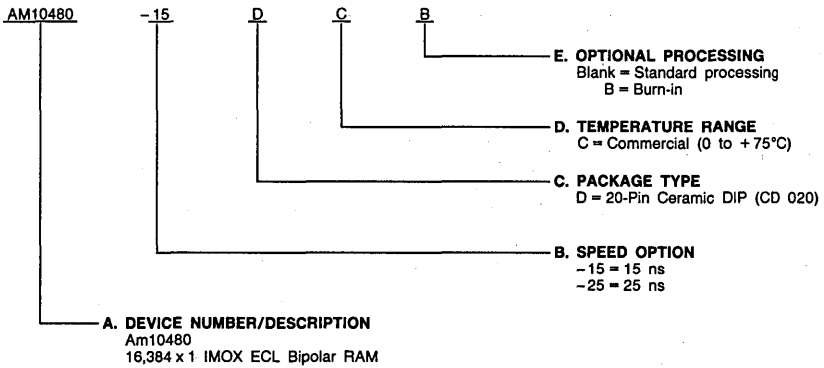 AM10480 -15 D C B
E. OPTIONAL PROCESSING
Blank = Standard processing
B = Burn-in
D. TEMPERATURE RANGE
C = Commercial (0 to +75°C)
C. PACKAGE TYPE
D = 20-Pin Ceramic DIP (CD 020)
B. SPEED OPTION
-15 = 15 ns
-25 = 25 ns
A. DEVICE NUMBER/DESCRIPTION
Am10480
16,384 x 1 IMOX ECL Bipolar RAM